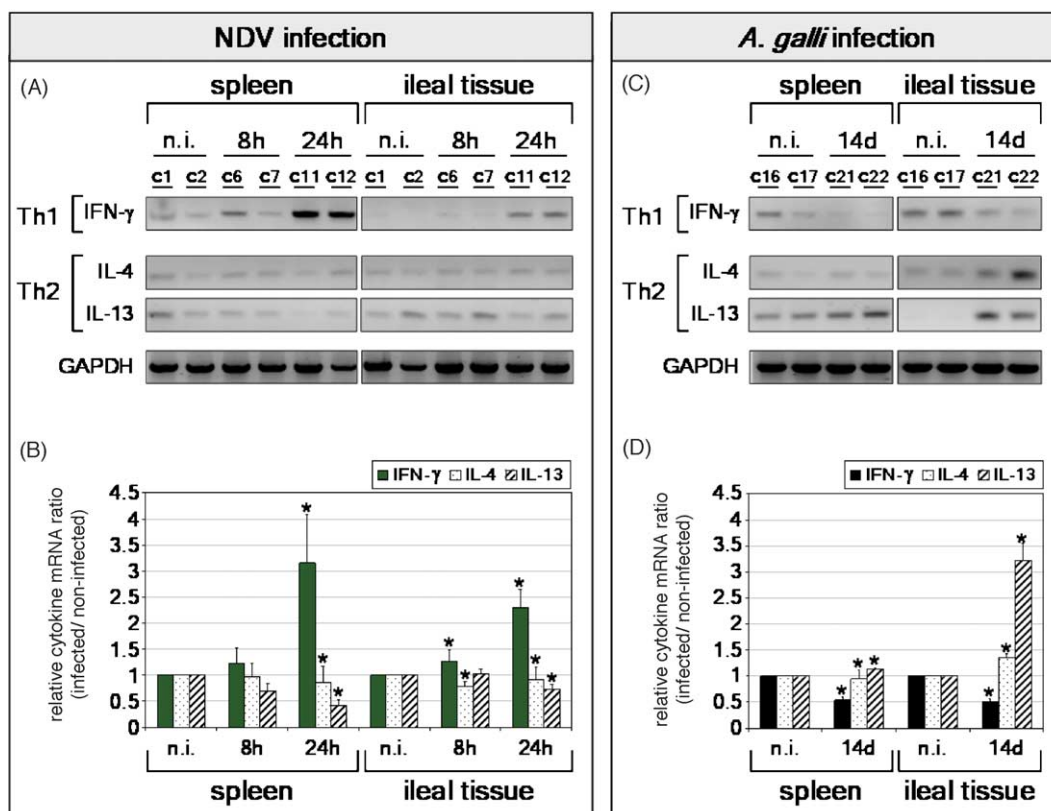 NDV infection
(A)
spleen ileal tissue
n.i. 8h 24h n.i. 8h 24h
c1 c2 c6 c7 c11 c12 c1 c2 c6 c7 c11 c12
Th1 IFN-γ
Th2 IL-4
IL-13
GAPDH
(B)
IFN-γ IL-4 IL-13
relative cytokine mRNA ratio
(infected/ non-infected)
4.5
4
3.5
3
2.5
2
1.5
1
0.5
0
* * * * * * * *
n.i. 8h 24h n.i. 8h 24h
spleen ileal tissue
A. galli infection
(C)
spleen ileal tissue
n.i. 14d n.i. 14d
c16 c17 c21 c22 c16 c17 c21 c22
Th1 IFN-γ
Th2 IL-4
IL-13
GAPDH
(D)
IFN-γ IL-4 IL-13
relative cytokine mRNA ratio
(infected/ non-infected)
4.5
4
3.5
3
2.5
2
1.5
1
0.5
0
* * * * * *
n.i. 14d n.i. 14d
spleen ileal tissue